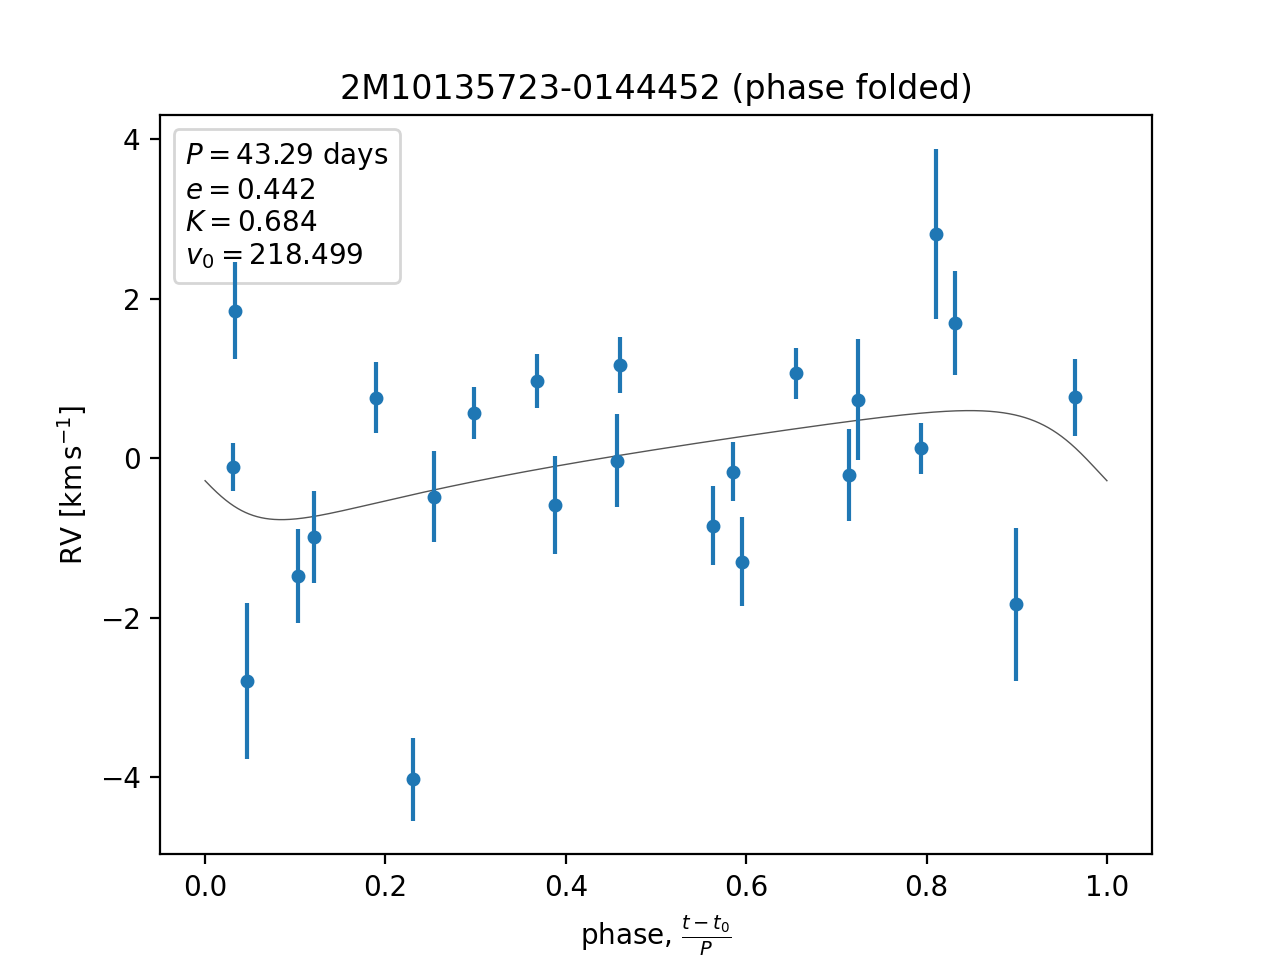 2M10135723-0144452 (phase folded)
P = 43.29 days
e = 0.442
K = 0.684
v₀ = 218.499
4
2
0
−2
−4
RV [km s⁻¹]
0.0 0.2 0.4 0.6 0.8 1.0
phase, (t − t₀)/P